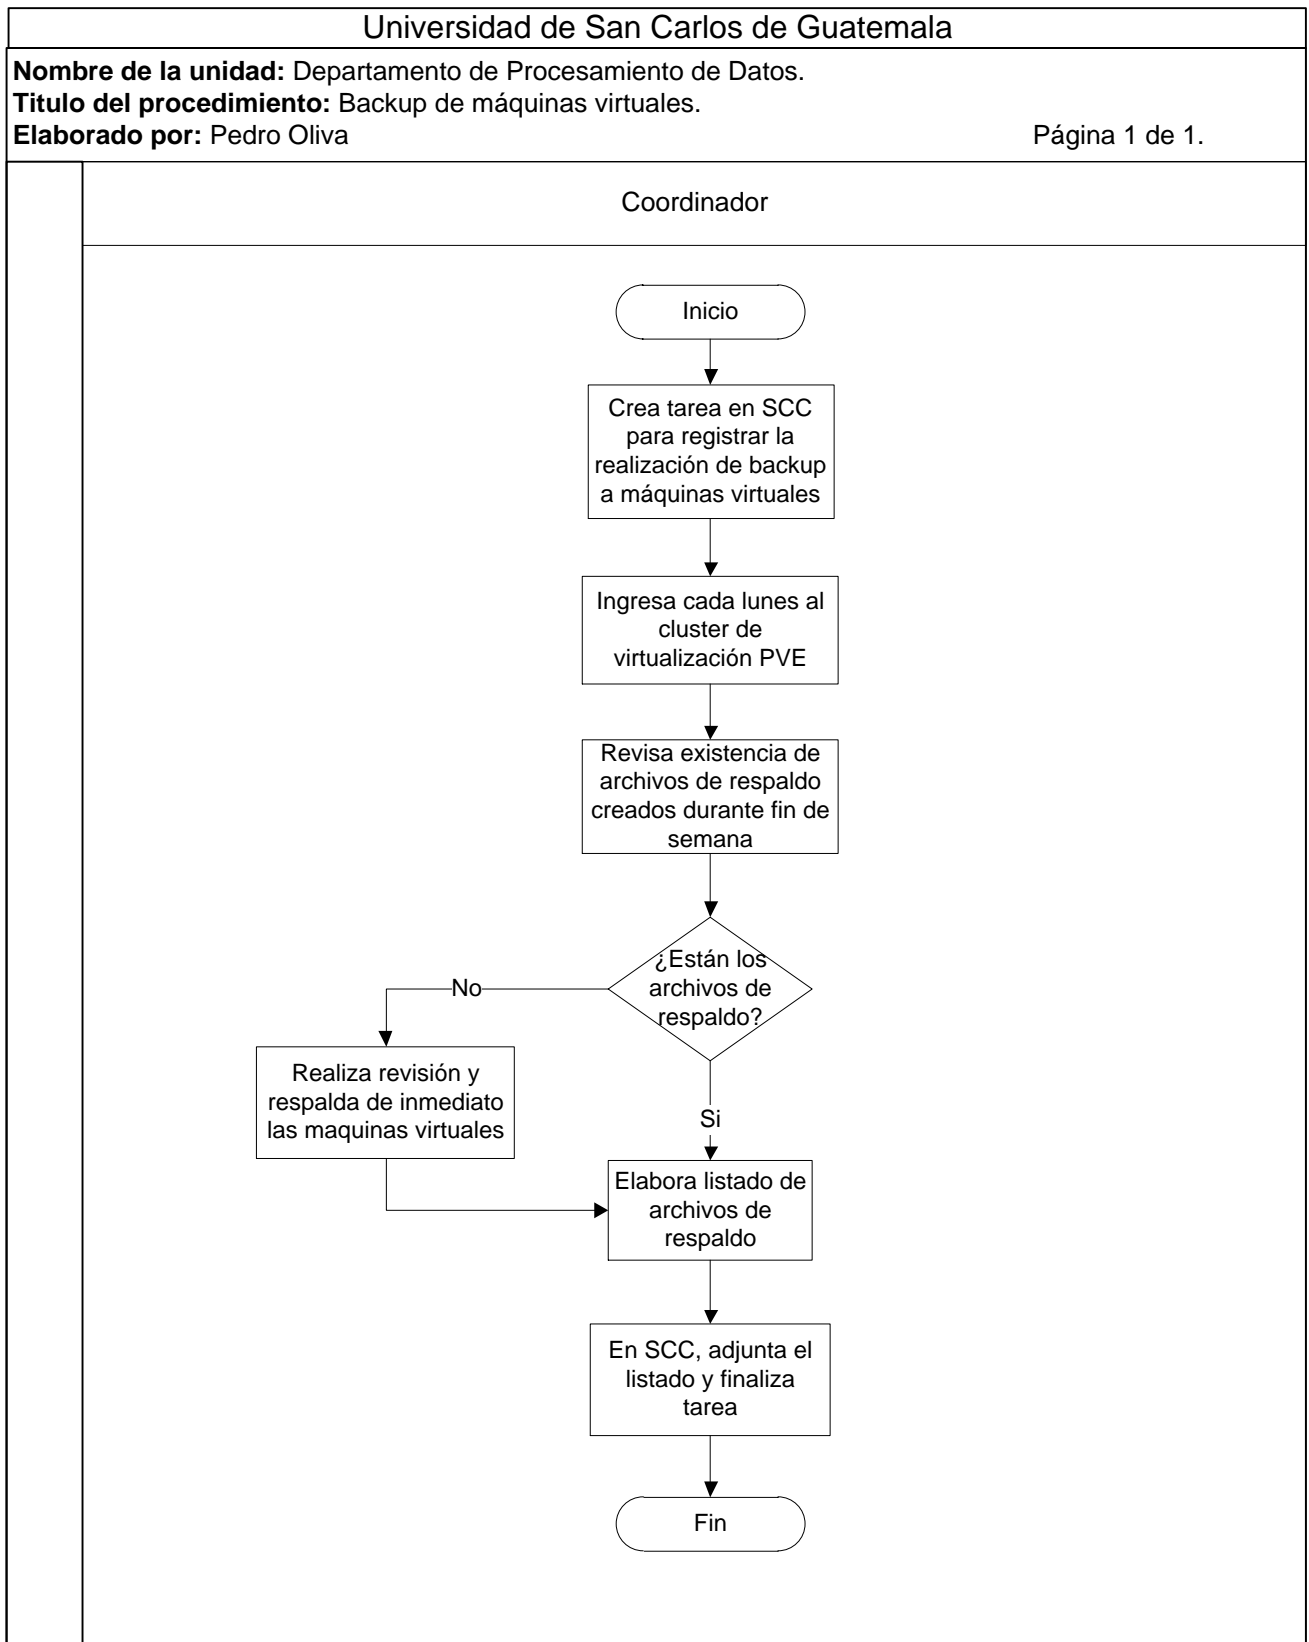 Universidad de San Carlos de Guatemala
Nombre de la unidad: Departamento de Procesamiento de Datos.
Titulo del procedimiento: Backup de máquinas virtuales.
Elaborado por: Pedro Oliva Página 1 de 1.
Coordinador
Inicio
Crea tarea en SCC
para registrar la
realización de backup
a máquinas virtuales
Ingresa cada lunes al
cluster de
virtualización PVE
Revisa existencia de
archivos de respaldo
creados durante fin de
semana
¿Están los
archivos de
respaldo?
No
Realiza revisión y
respalda de inmediato
las maquinas virtuales
Si
Elabora listado de
archivos de
respaldo
En SCC, adjunta el
listado y finaliza
tarea
Fin